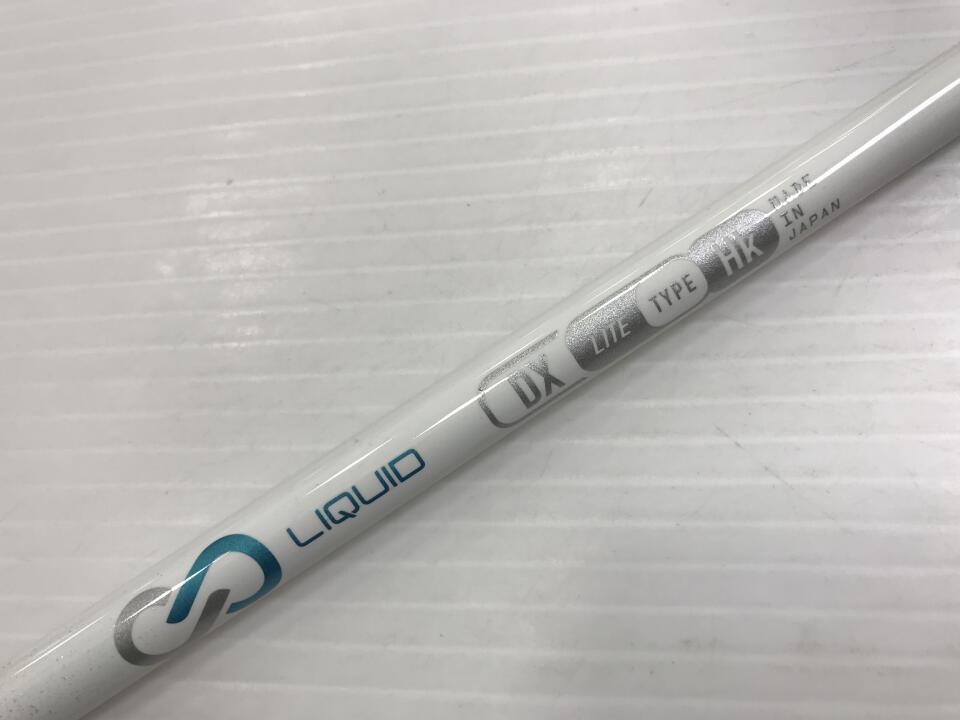 LIQUID
DX
LITE
TYPE
Hk
MADE
IN
JAPAN